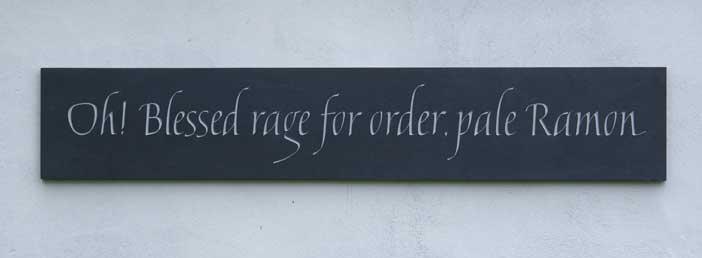 Oh! Blessed rage for order, pale Ramon